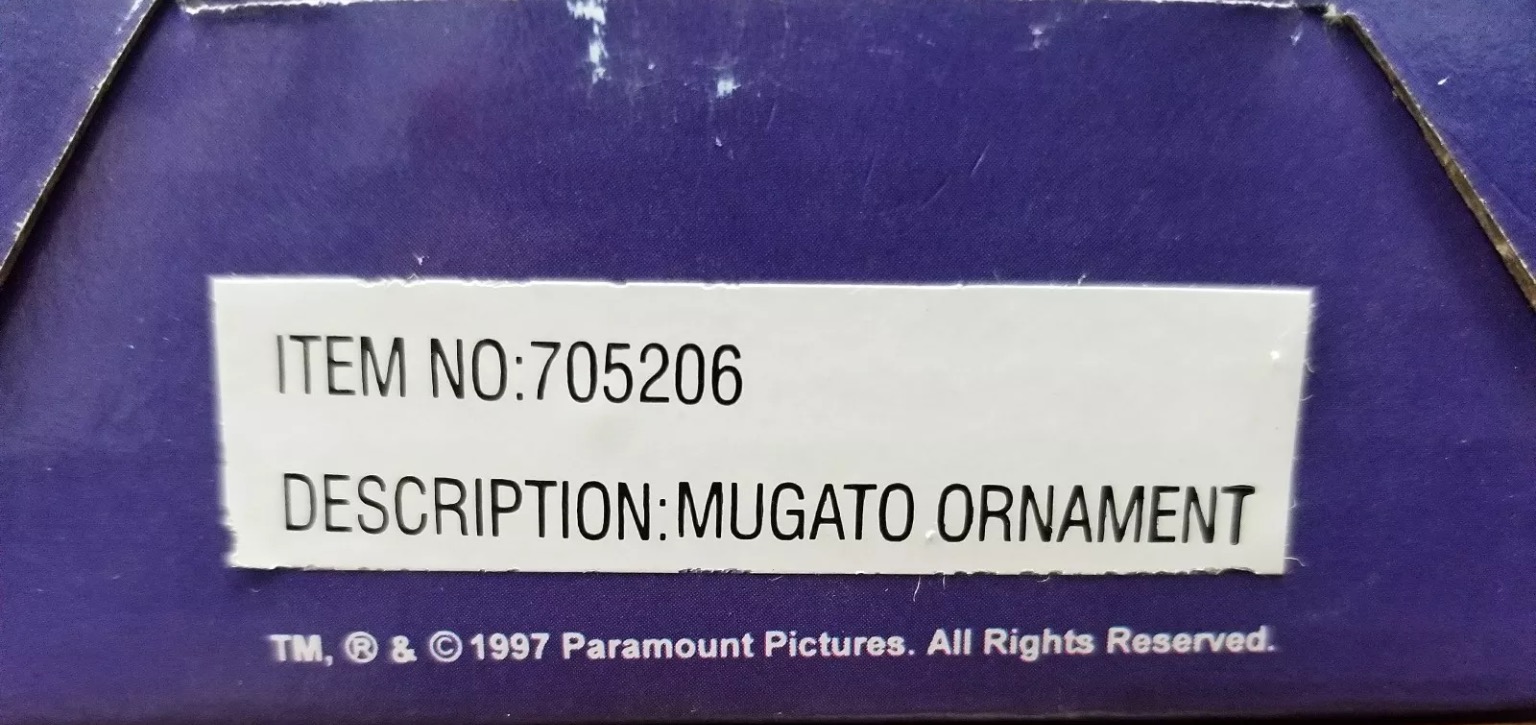 ITEM NO:705206
DESCRIPTION:MUGATO ORNAMENT
TM, ® & © 1997 Paramount Pictures. All Rights Reserved.